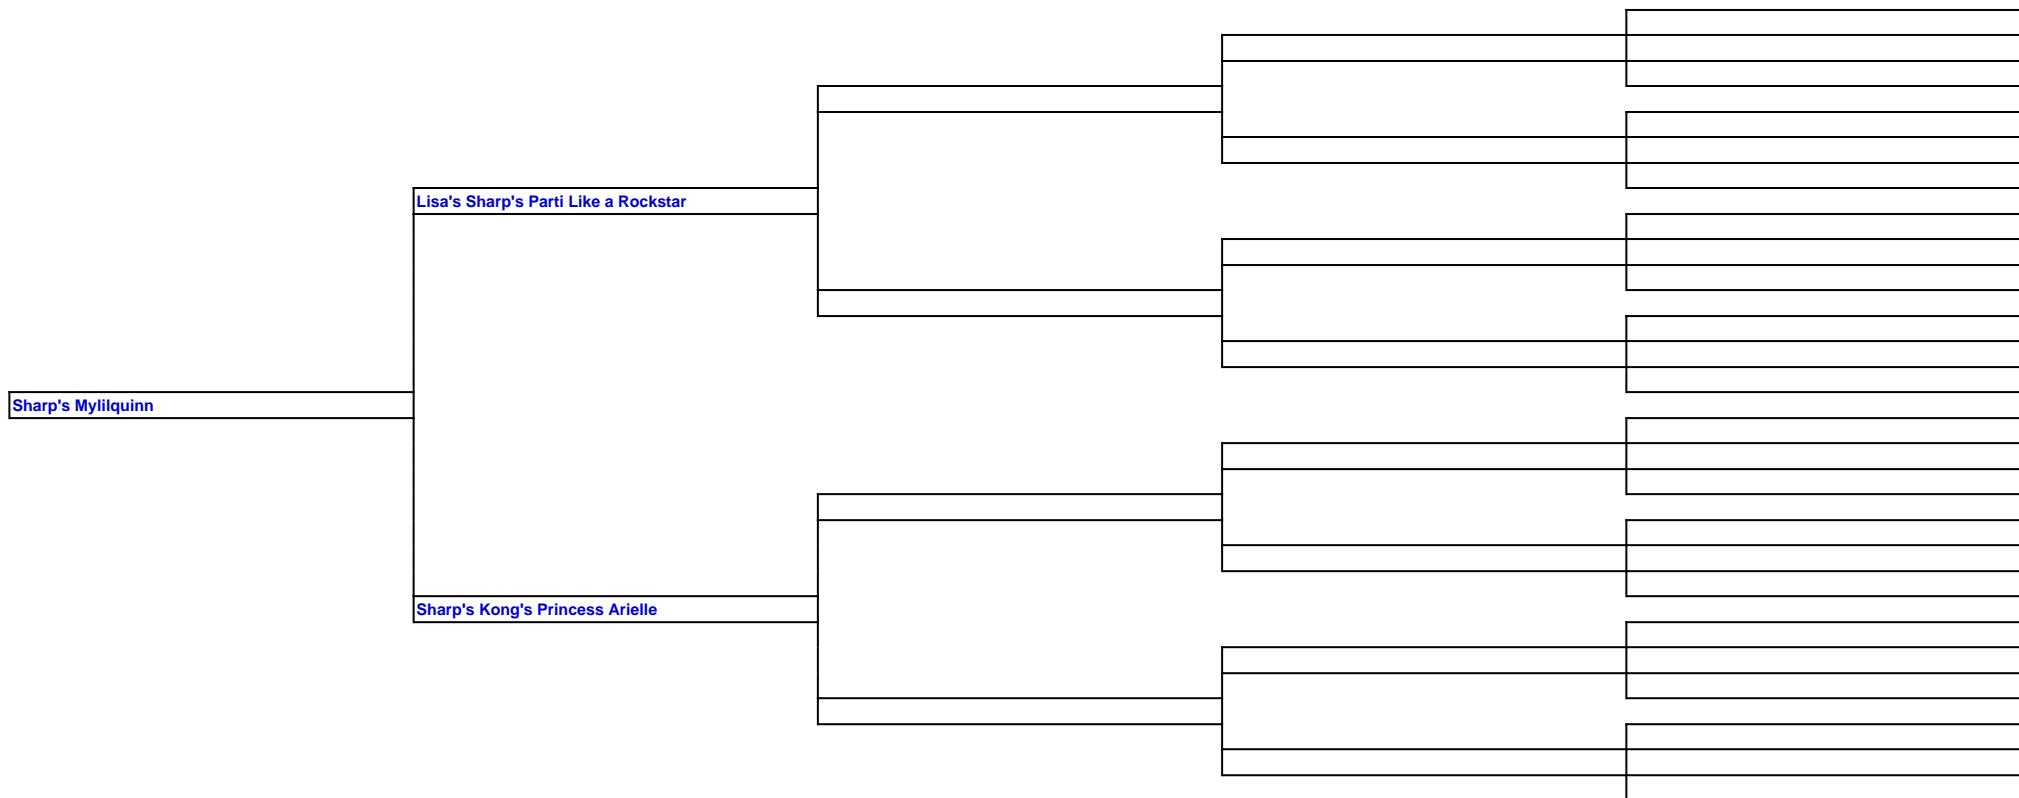 Lisa's Sharp's Parti Like a Rockstar
Sharp's Mylilquinn
Sharp's Kong's Princess Arielle